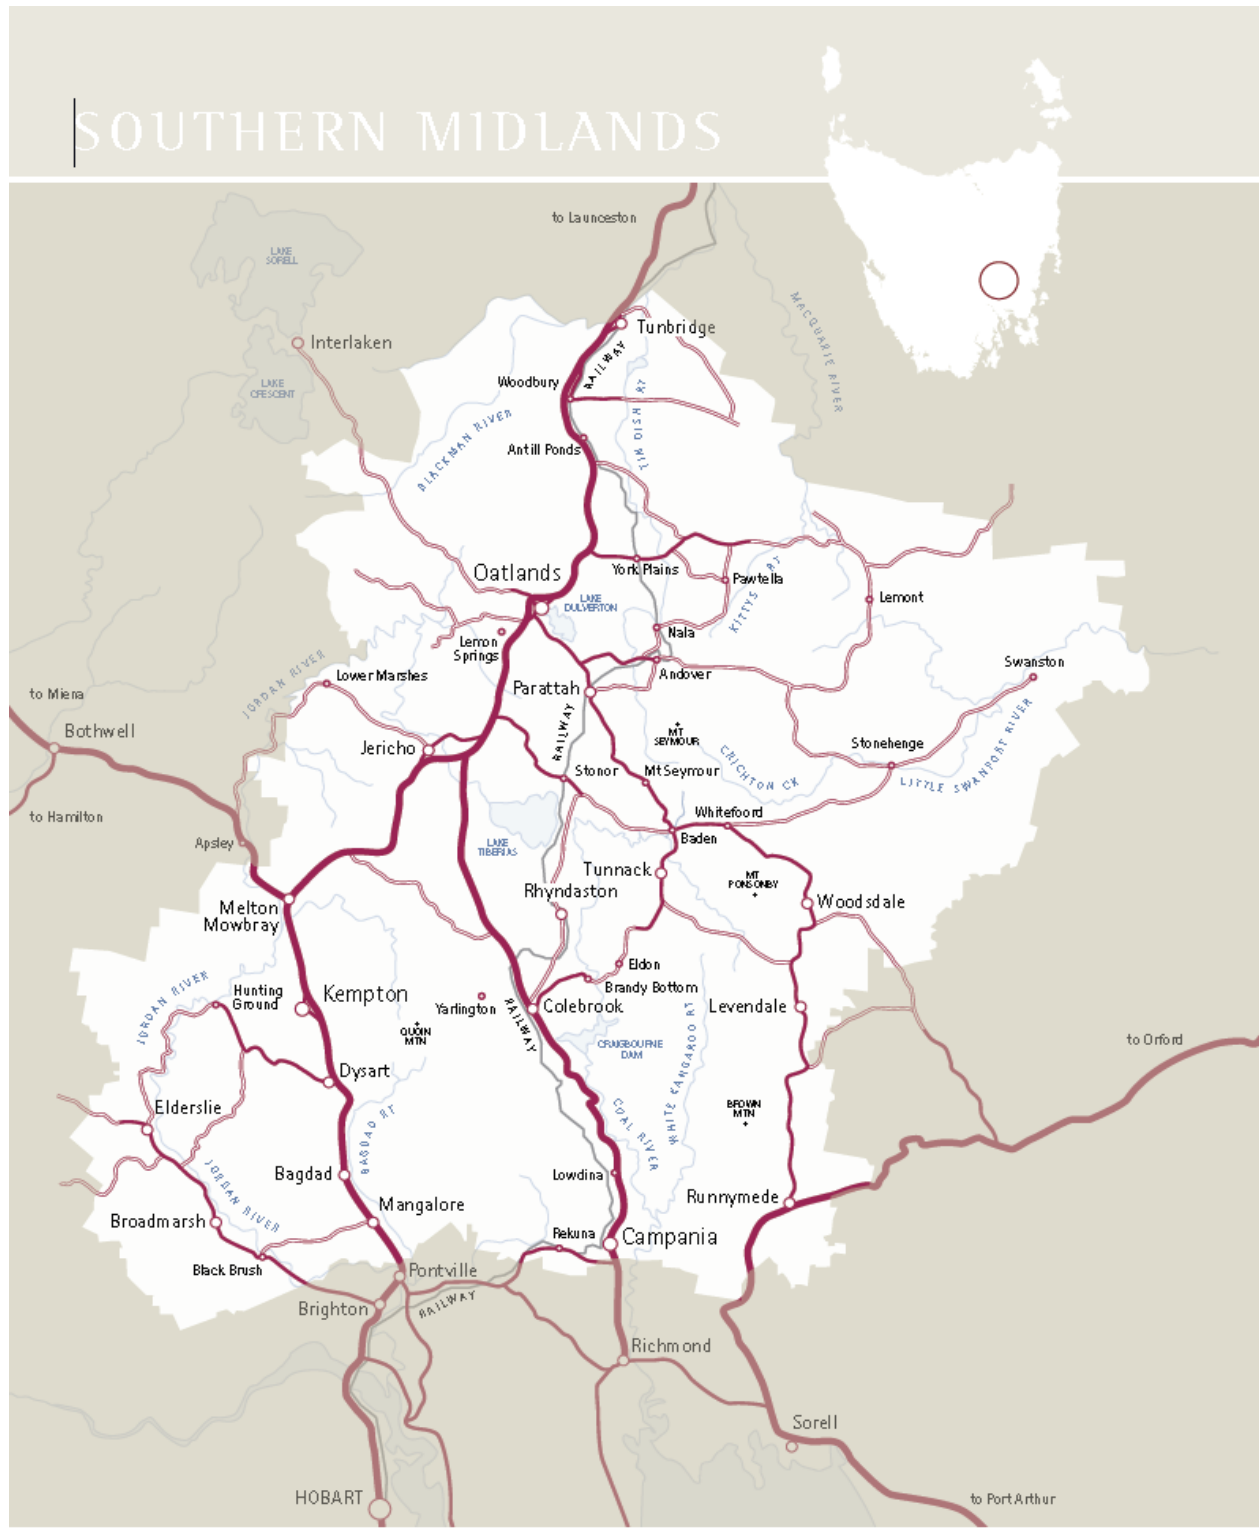 SOUTHERN MIDLANDS
to Launceston
LAKE
SORELL
MACQUARIE RIVER
Tunbridge
Interlaken
RAILWAY
Woodbury
LAKE
CRESCENT
TIN DISH RT
BLACKMAN RIVER
Antill Ponds
Oatlands
York Plains
Pawtella
KITTYS RT
LAKE
DULVERTON
Lemont
Nala
Lemon
Springs
Swanston
JORDAN RIVER
Lower Marshes
Andover
Parattah
to Miena
Bothwell
RAILWAY
MT
SEYMOUR
Jericho
Stonehenge
CRICHTON CK
LITTLE SWANPORT RIVER
Stonor
Mt Seymour
to Hamilton
Whitefoord
Apsley
LAKE
TIBERIAS
Baden
Tunnack
MT
PONSONBY
Rhyndaston
Woodsdale
Melton
Mowbray
Eldon
JORDAN RIVER
Hunting
Ground
Kempton
Brandy Bottom
Yarlington
RAILWAY
Colebrook
Levendale
QUOIN
MTN
CRAIGBOURNE
DAM
WHITE KANGAROO RT
to Orford
Dysart
Elderslie
BROWN
MTN
BAGDAD RT
COAL RIVER
JORDAN RIVER
Bagdad
Lowdina
Runnymede
Mangalore
Broadmarsh
Rekuna
Campania
Black Brush
Pontville
Brighton
RAILWAY
Richmond
Sorell
HOBART
to Port Arthur